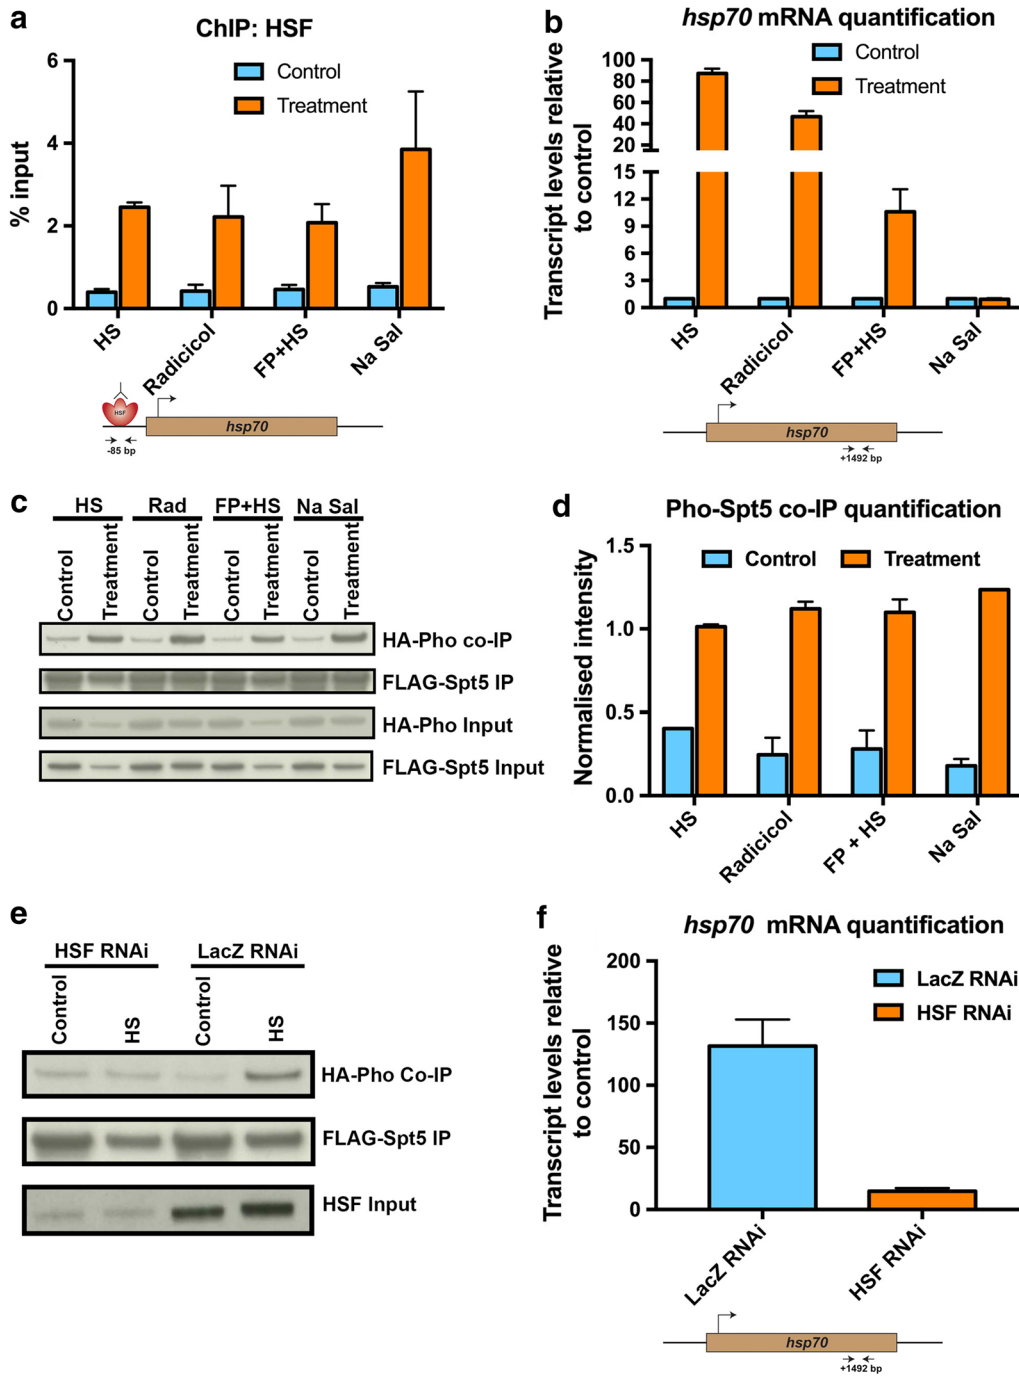 a
ChIP: HSF
% input
6
4
2
0
Control
Treatment
HS
Radicicol
FP+HS
Na Sal
HSF
-85 bp
hsp70
b
hsp70 mRNA quantification
Transcript levels relative
to control
100
80
60
40
20
15
12
9
6
3
0
Control
Treatment
HS
Radicicol
FP+HS
Na Sal
hsp70
+1492 bp
c
HS
Rad
FP+HS
Na Sal
Control
Treatment
Control
Treatment
Control
Treatment
Control
Treatment
HA-Pho co-IP
FLAG-Spt5 IP
HA-Pho Input
FLAG-Spt5 Input
d
Pho-Spt5 co-IP quantification
Normalised intensity
1.5
1.0
0.5
0.0
Control
Treatment
HS
Radicicol
FP + HS
Na Sal
e
HSF RNAi
LacZ RNAi
Control
HS
Control
HS
HA-Pho Co-IP
FLAG-Spt5 IP
HSF Input
f
hsp70 mRNA quantification
Transcript levels relative
to control
200
150
100
50
0
LacZ RNAi
HSF RNAi
LacZ RNAi
HSF RNAi
hsp70
+1492 bp